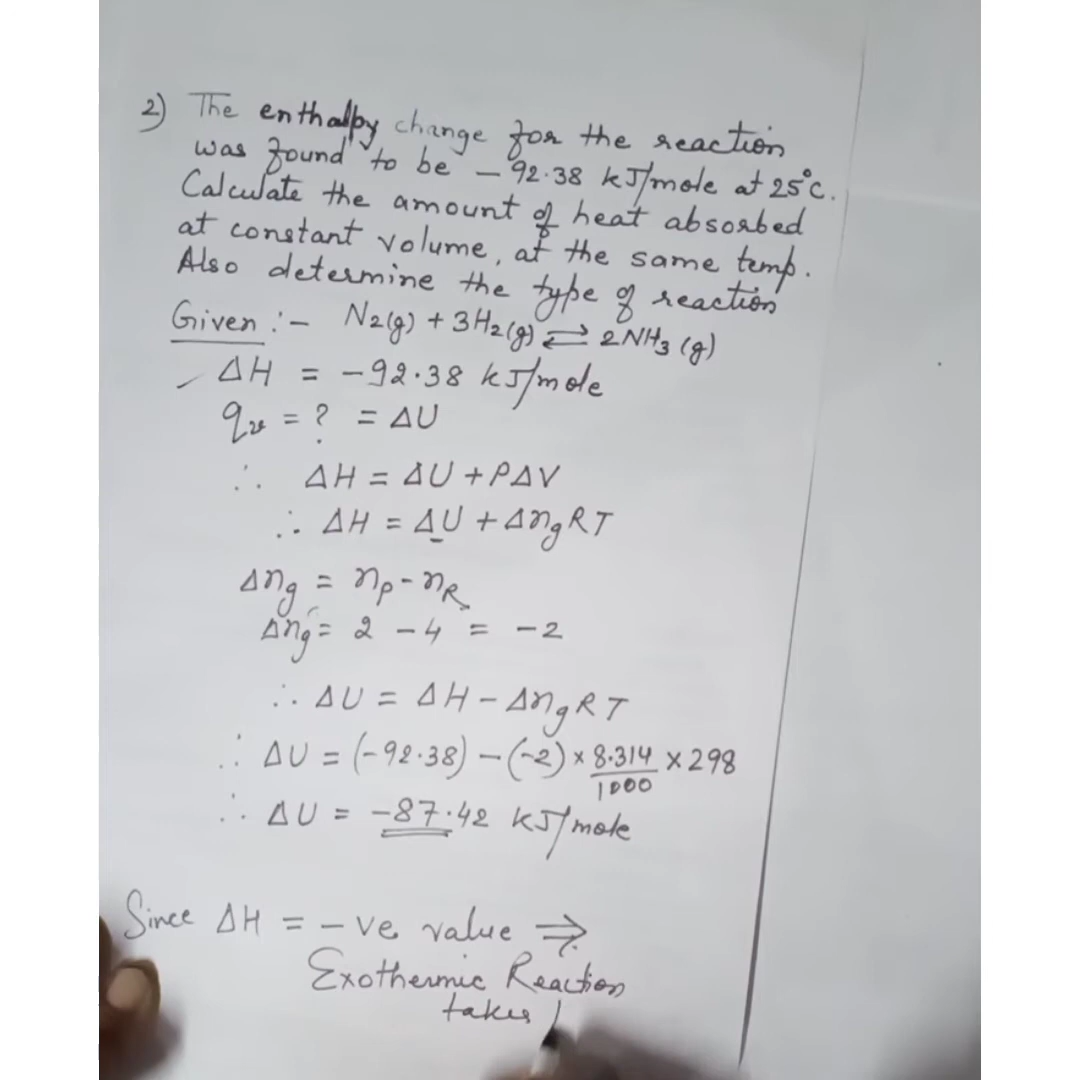 2) The enthalpy change for the reaction
was found to be - 92.38 kJ/mole at 25°c.
Calculate the amount of heat absorbed
at constant volume, at the same temp.
Also determine the type of reaction
Given :- N2(g) + 3H2(g) ⇌ 2NH3 (g)
ΔH = -92.38 kJ/mole
qv = ? = ΔU
∴ ΔH = ΔU + PΔV
∴ ΔH = ΔU + ΔngRT
Δng = np - nR
Δng = 2 - 4 = -2
∴ ΔU = ΔH - ΔngRT
∴ ΔU = (-92.38) - (-2) × 8.314/1000 × 298
∴ ΔU = -87.42 kJ/mole
Since ΔH = -ve value ⇒
Exothermic Reaction
takes